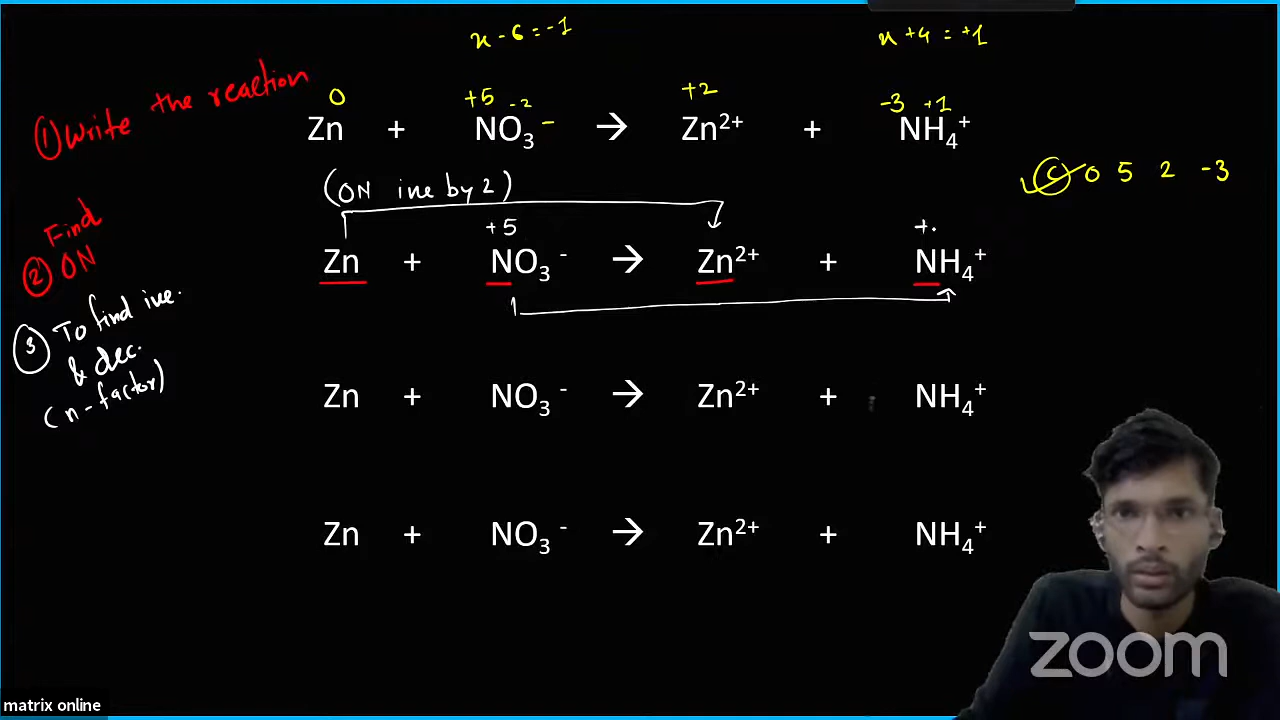 x - 6 = -1
x + 4 = +1
① Write the reaction
0 +5 -2 +2 -3 +1
Zn + NO₃⁻ → Zn²⁺ + NH₄⁺
C 0 5 2 -3
(ON inc by 2)
② Find ON
+5 +.
Zn + NO₃⁻ → Zn²⁺ + NH₄⁺
③ To find inc.
& dec.
(n-factor)
Zn + NO₃⁻ → Zn²⁺ + NH₄⁺
Zn + NO₃⁻ → Zn²⁺ + NH₄⁺
zoom
matrix online